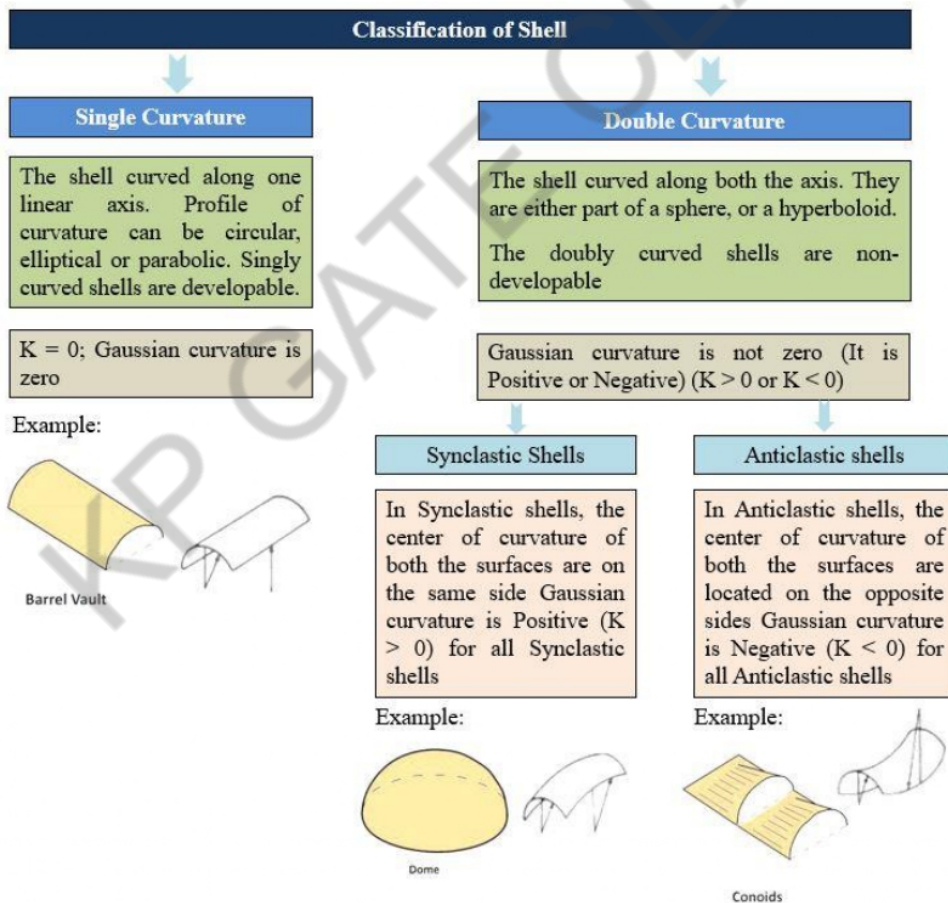 Classification of Shell
Single Curvature
The shell curved along one
linear axis. Profile of
curvature can be circular,
elliptical or parabolic. Singly
curved shells are developable.
K = 0; Gaussian curvature is
zero
Example:
Barrel Vault
Double Curvature
The shell curved along both the axis. They
are either part of a sphere, or a hyperboloid.
The doubly curved shells are non-
developable
Gaussian curvature is not zero (It is
Positive or Negative) (K > 0 or K < 0)
Synclastic Shells
In Synclastic shells, the
center of curvature of
both the surfaces are on
the same side Gaussian
curvature is Positive (K
> 0) for all Synclastic
shells
Example:
Dome
Anticlastic shells
In Anticlastic shells, the
center of curvature of
both the surfaces are
located on the opposite
sides Gaussian curvature
is Negative (K < 0) for
all Anticlastic shells
Example:
Conoids
KP GATE